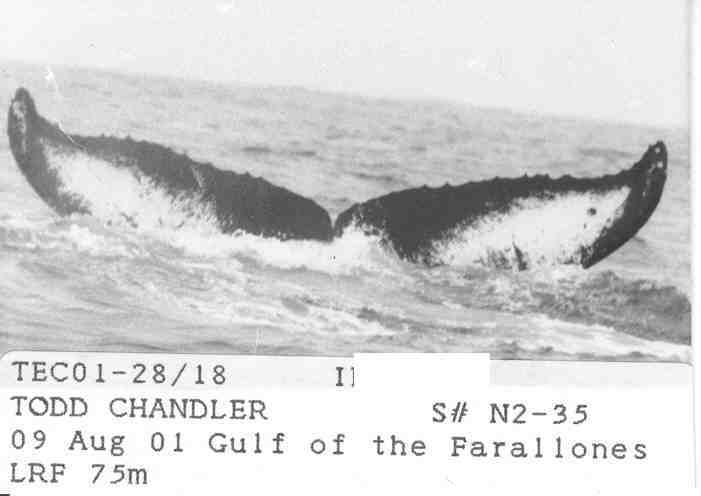 TEC01-28/18
TODD CHANDLER S# N2-35
09 Aug 01 Gulf of the Farallones
LRF 75m